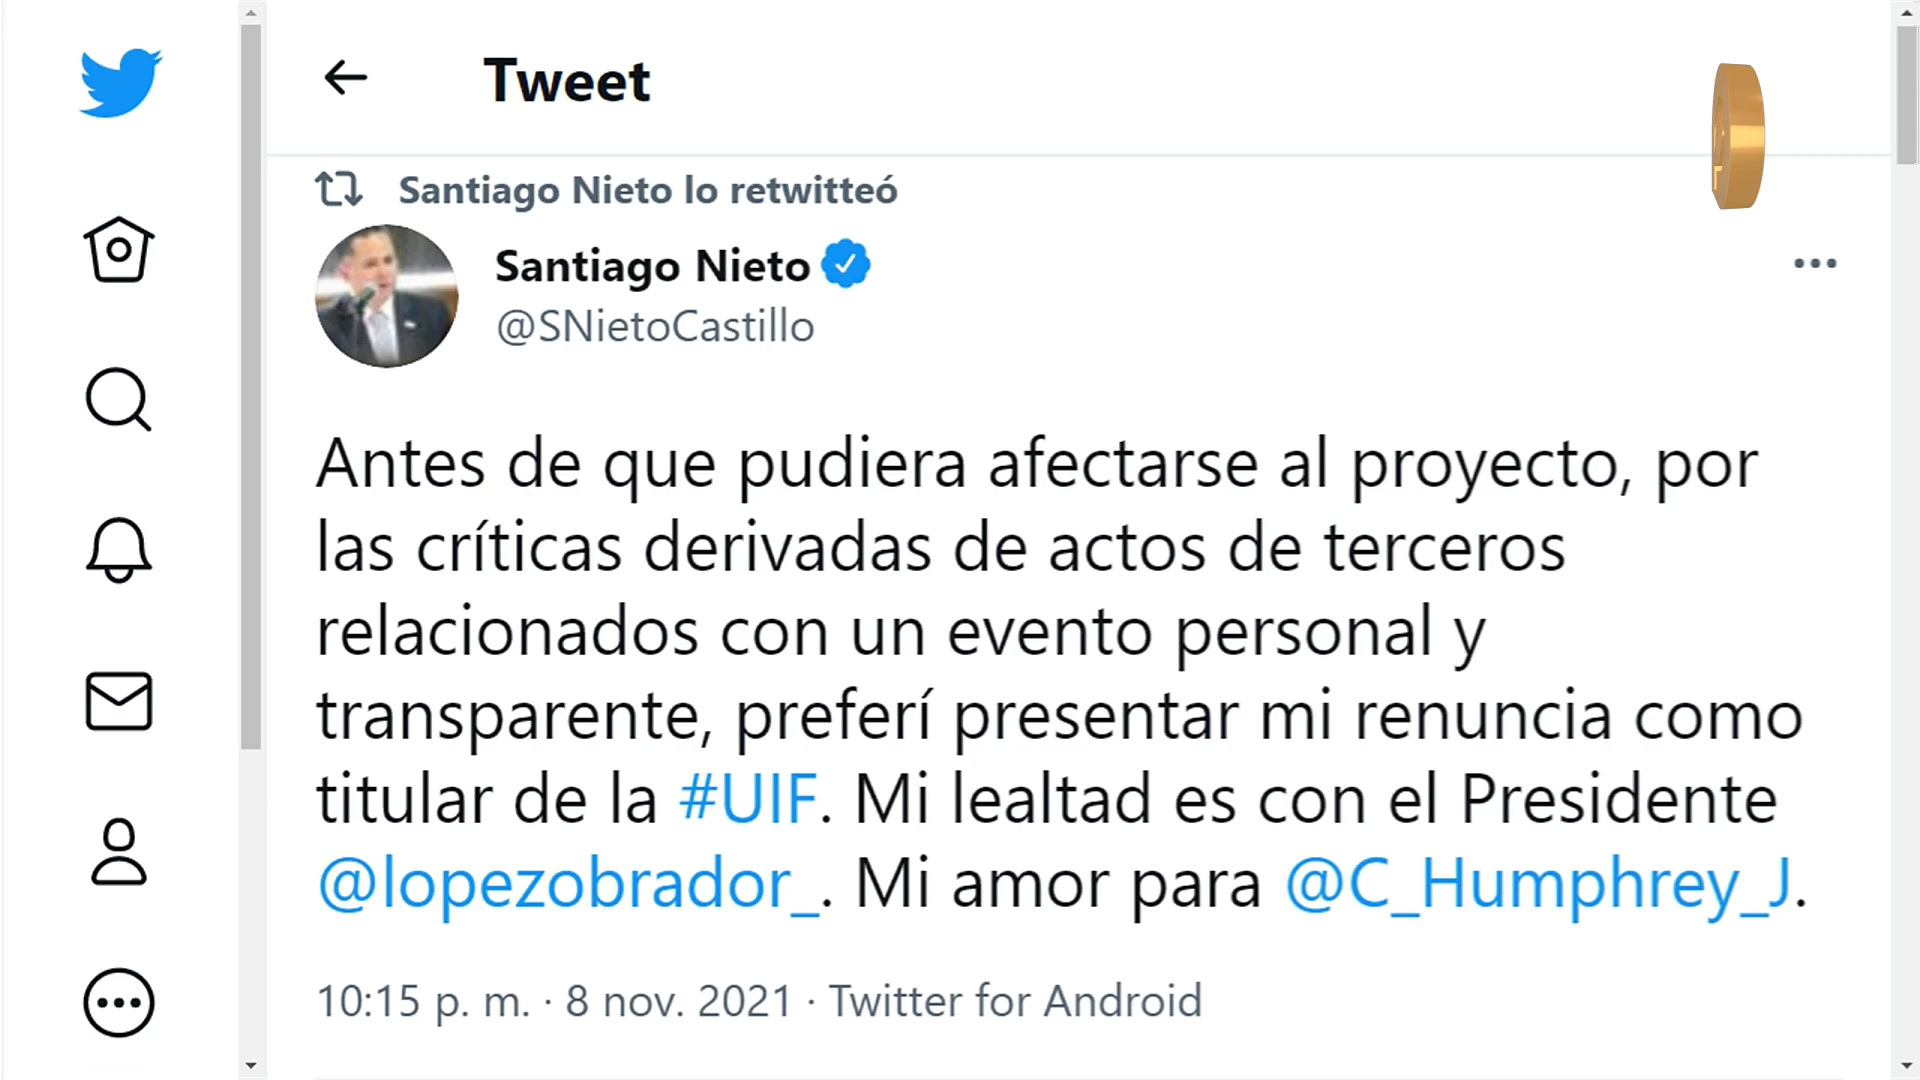 Tweet
Santiago Nieto lo retwitteó
Santiago Nieto
@SNietoCastillo
Antes de que pudiera afectarse al proyecto, por
las críticas derivadas de actos de terceros
relacionados con un evento personal y
transparente, preferí presentar mi renuncia como
titular de la #UIF. Mi lealtad es con el Presidente
@lopezobrador_. Mi amor para @C_Humphrey_J.
10:15 p. m. · 8 nov. 2021 · Twitter for Android